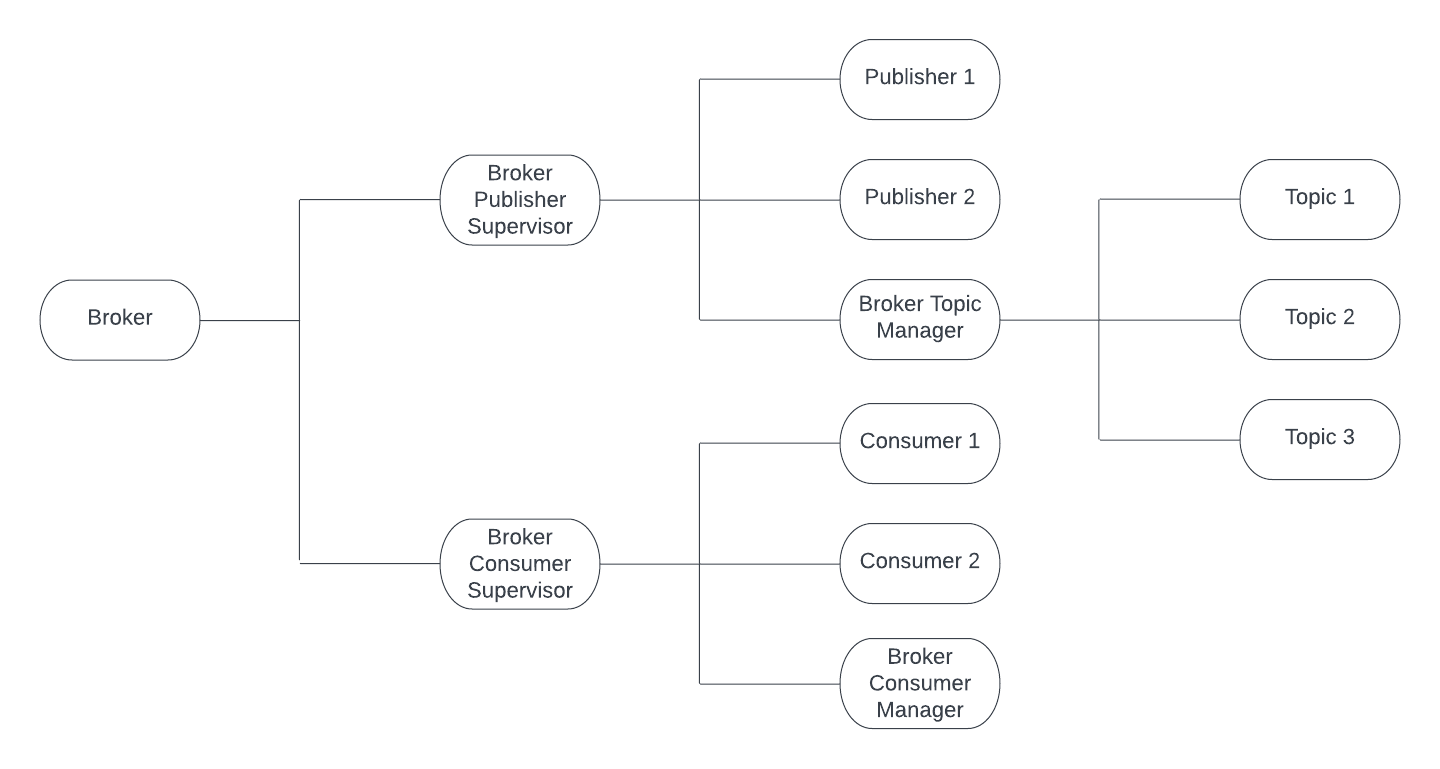 Broker
Broker
Publisher
Supervisor
Broker
Consumer
Supervisor
Publisher 1
Publisher 2
Broker Topic
Manager
Consumer 1
Consumer 2
Broker
Consumer
Manager
Topic 1
Topic 2
Topic 3